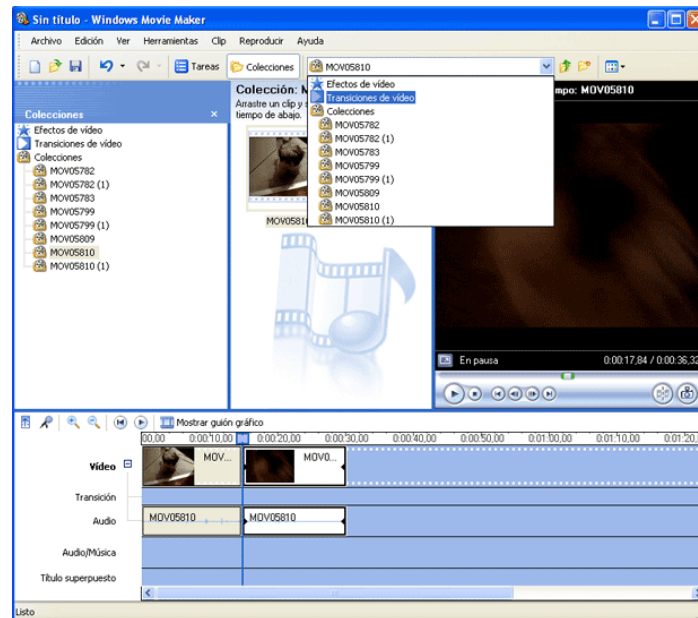 Sin título - Windows Movie Maker
Archivo Edición Ver Herramientas Clip Reproducir Ayuda
Tareas Colecciones MOV05810
Colecciones
Efectos de vídeo
Transiciones de vídeo
Colecciones
MOV05782
MOV05782 (1)
MOV05783
MOV05799
MOV05799 (1)
MOV05809
MOV05810
MOV05810 (1)
Colección:
Arrastre un clip y
tiempo de abajo.
Efectos de vídeo
Transiciones de vídeo
Colecciones
MOV05782
MOV05782 (1)
MOV05783
MOV05799
MOV05799 (1)
MOV05809
MOV05810
MOV05810 (1)
mpo: MOV05810
En pausa 0:00:17,84 / 0:00:36,32
Mostrar guión gráfico
00,00 0:00:10,00 0:00:20,00 0:00:30,00 0:00:40,00 0:00:50,00 0:01:00,00 0:01:10,00 0:01:20,
Vídeo MOV... MOV0...
Transición
Audio MOV05810 MOV05810
Audio/Música
Título superpuesto
Listo